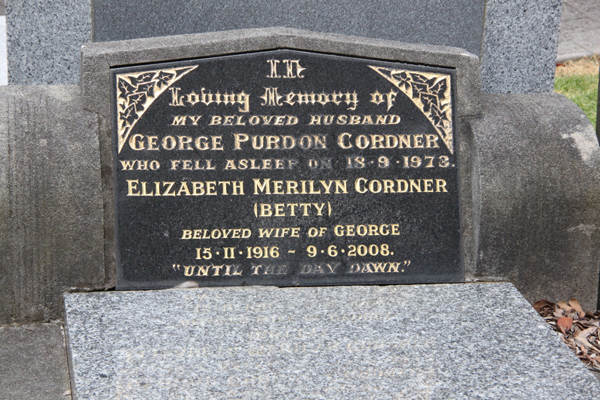 In
Loving Memory of
MY BELOVED HUSBAND
GEORGE PURDON CORDNER
WHO FELL ASLEEP ON 18·9·1973.
ELIZABETH MERILYN CORDNER
(BETTY)
BELOVED WIFE OF GEORGE
15·11·1916 ~ 9·6·2008.
"UNTIL THE DAY DAWN."